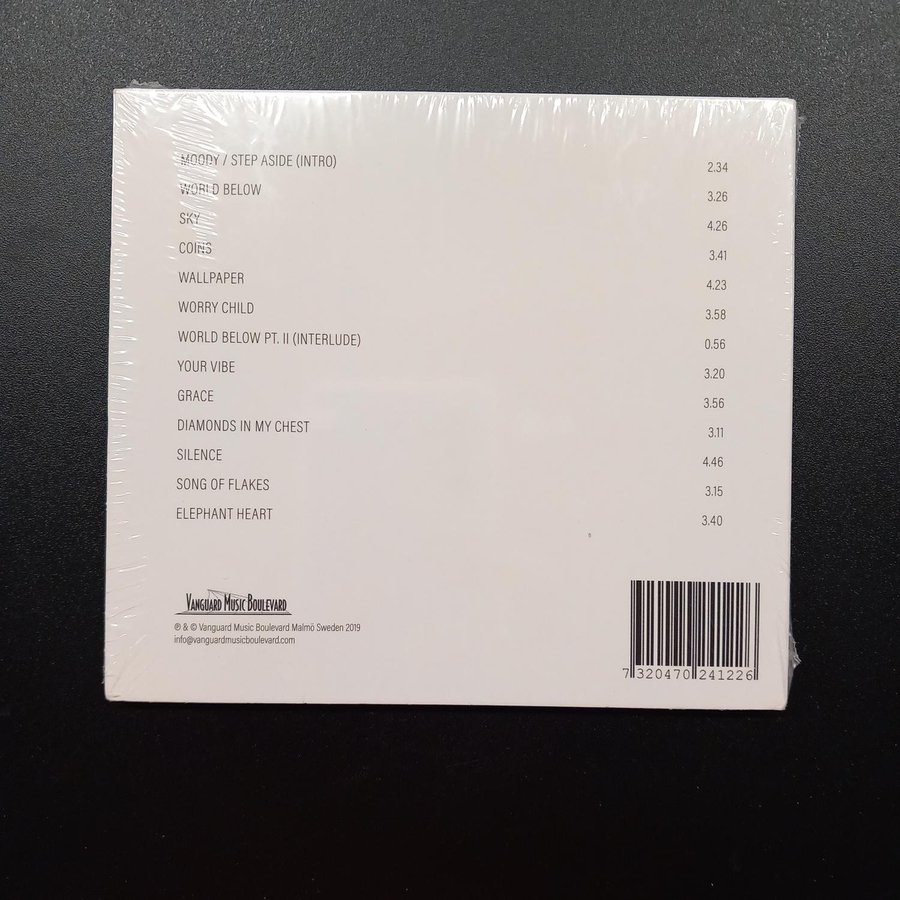 MOODY / STEP ASIDE (INTRO) 2.34
WORLD BELOW 3.26
SKY 4.26
COINS 3.41
WALLPAPER 4.23
WORRY CHILD 3.58
WORLD BELOW PT. II (INTERLUDE) 0.56
YOUR VIBE 3.20
GRACE 3.56
DIAMONDS IN MY CHEST 3.11
SILENCE 4.46
SONG OF FLAKES 3.15
ELEPHANT HEART 3.40
VANGUARD MUSIC BOULEVARD
℗ & © Vanguard Music Boulevard Malmö Sweden 2019
info@vanguardmusicboulevard.com
7 320470 241226